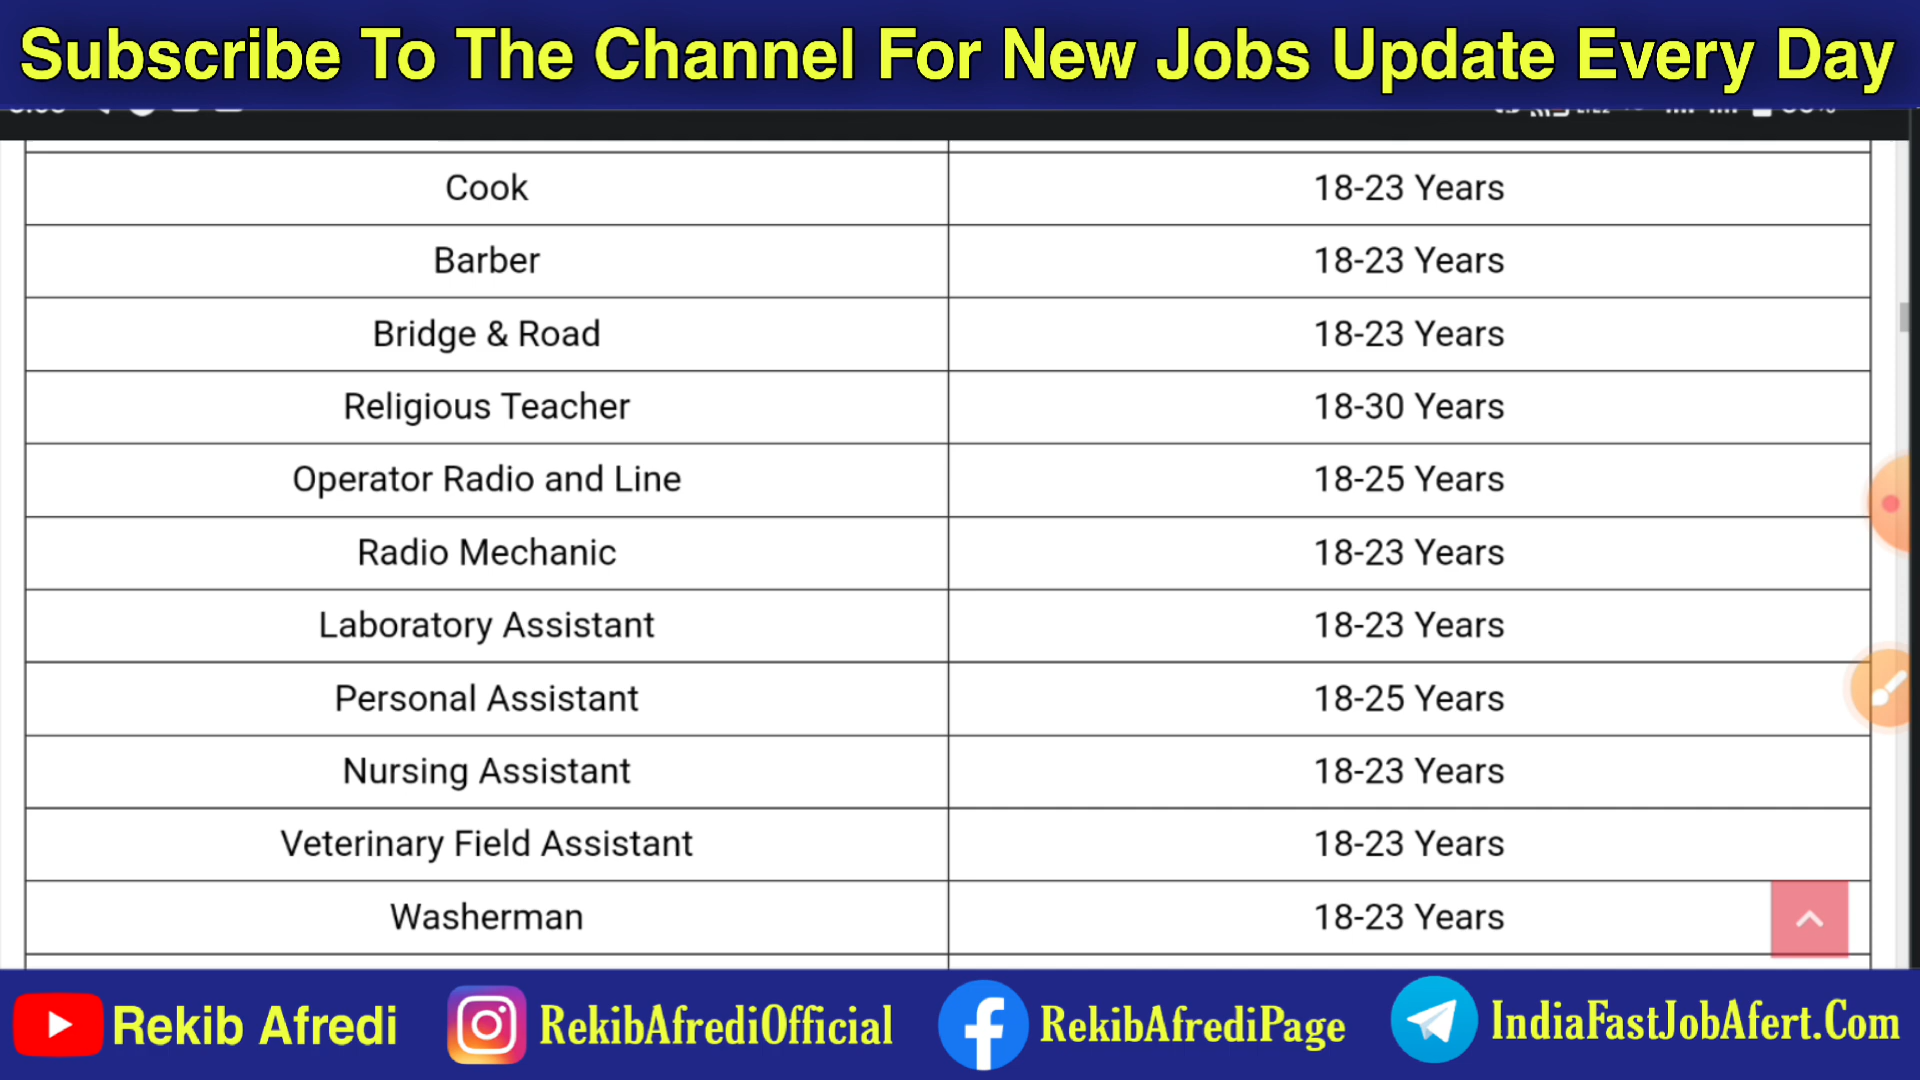 Subscribe To The Channel For New Jobs Update Every Day
Cook 18-23 Years
Barber 18-23 Years
Bridge & Road 18-23 Years
Religious Teacher 18-30 Years
Operator Radio and Line 18-25 Years
Radio Mechanic 18-23 Years
Laboratory Assistant 18-23 Years
Personal Assistant 18-25 Years
Nursing Assistant 18-23 Years
Veterinary Field Assistant 18-23 Years
Washerman 18-23 Years
Rekib Afredi RekibAfrediOfficial RekibAfrediPage IndiaFastJobAfert.Com